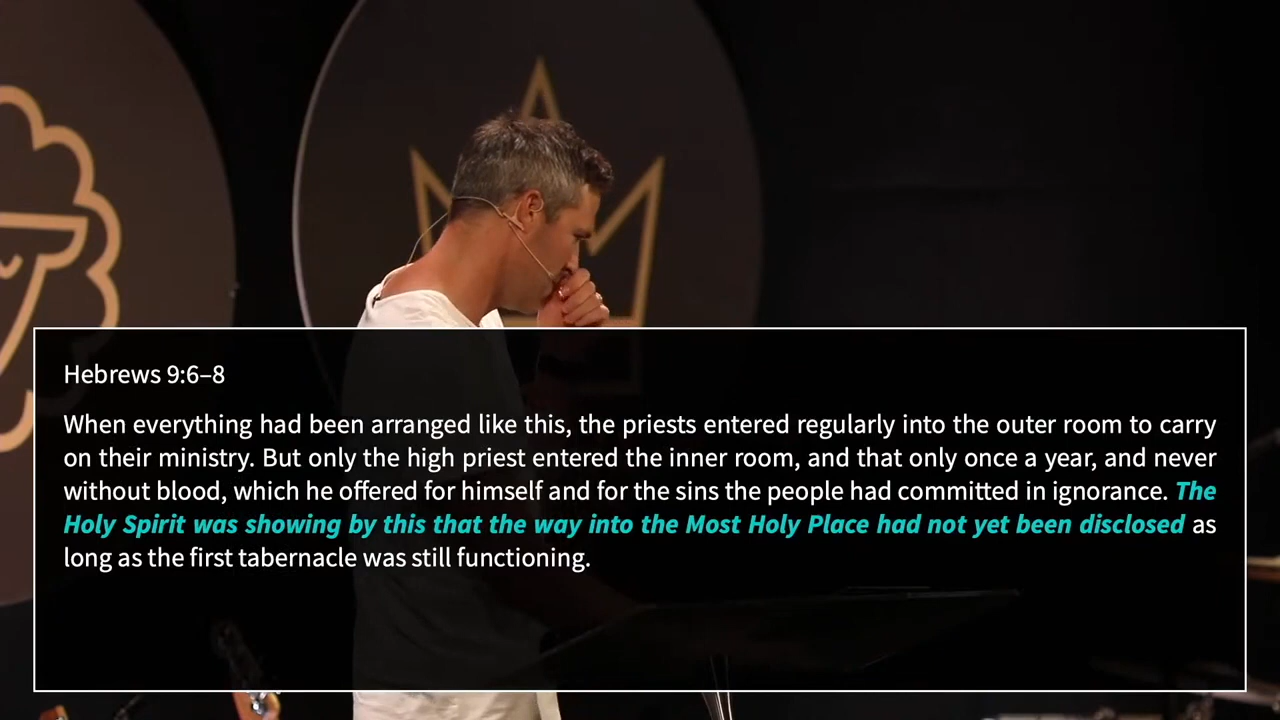 Hebrews 9:6–8
When everything had been arranged like this, the priests entered regularly into the outer room to carry
on their ministry. But only the high priest entered the inner room, and that only once a year, and never
without blood, which he offered for himself and for the sins the people had committed in ignorance. The
Holy Spirit was showing by this that the way into the Most Holy Place had not yet been disclosed as
long as the first tabernacle was still functioning.